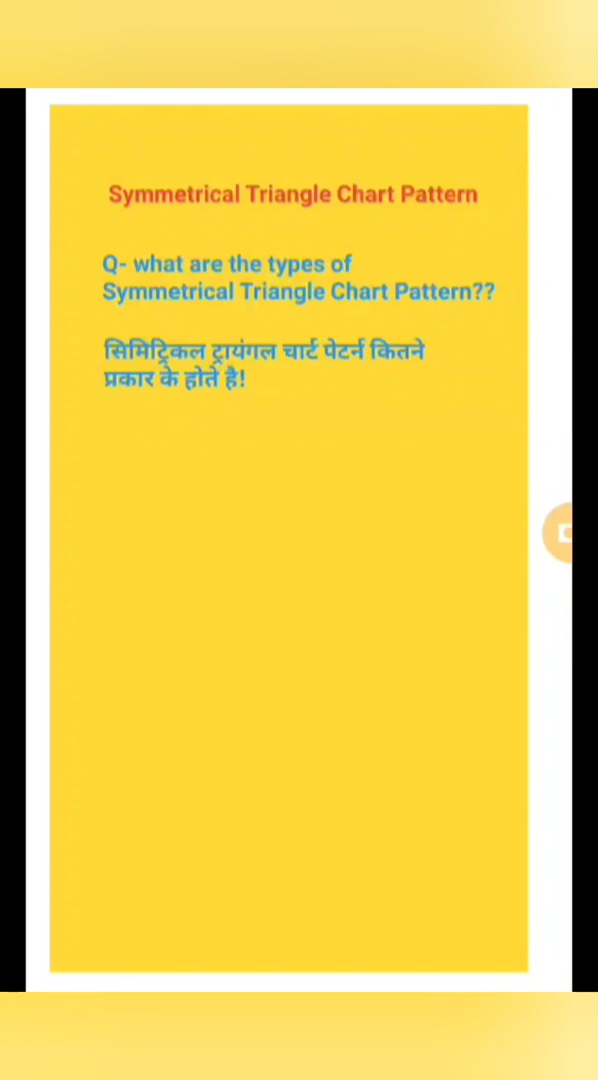 Symmetrical Triangle Chart Pattern
Q- what are the types of
Symmetrical Triangle Chart Pattern??
सिमिट्रिकल ट्रायंगल चार्ट पेटर्न कितने
प्रकार के होते है!